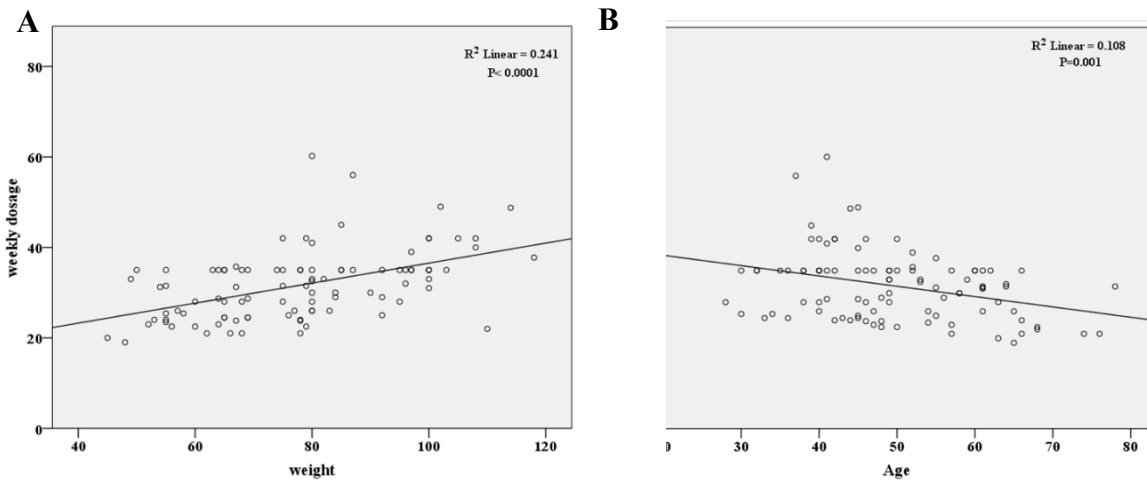 A
R² Linear = 0.241
P< 0.0001
80
60
40
20
0
weekly dosage
40
60
80
100
120
weight
B
R² Linear = 0.108
P=0.001
20
30
40
50
60
70
80
Age